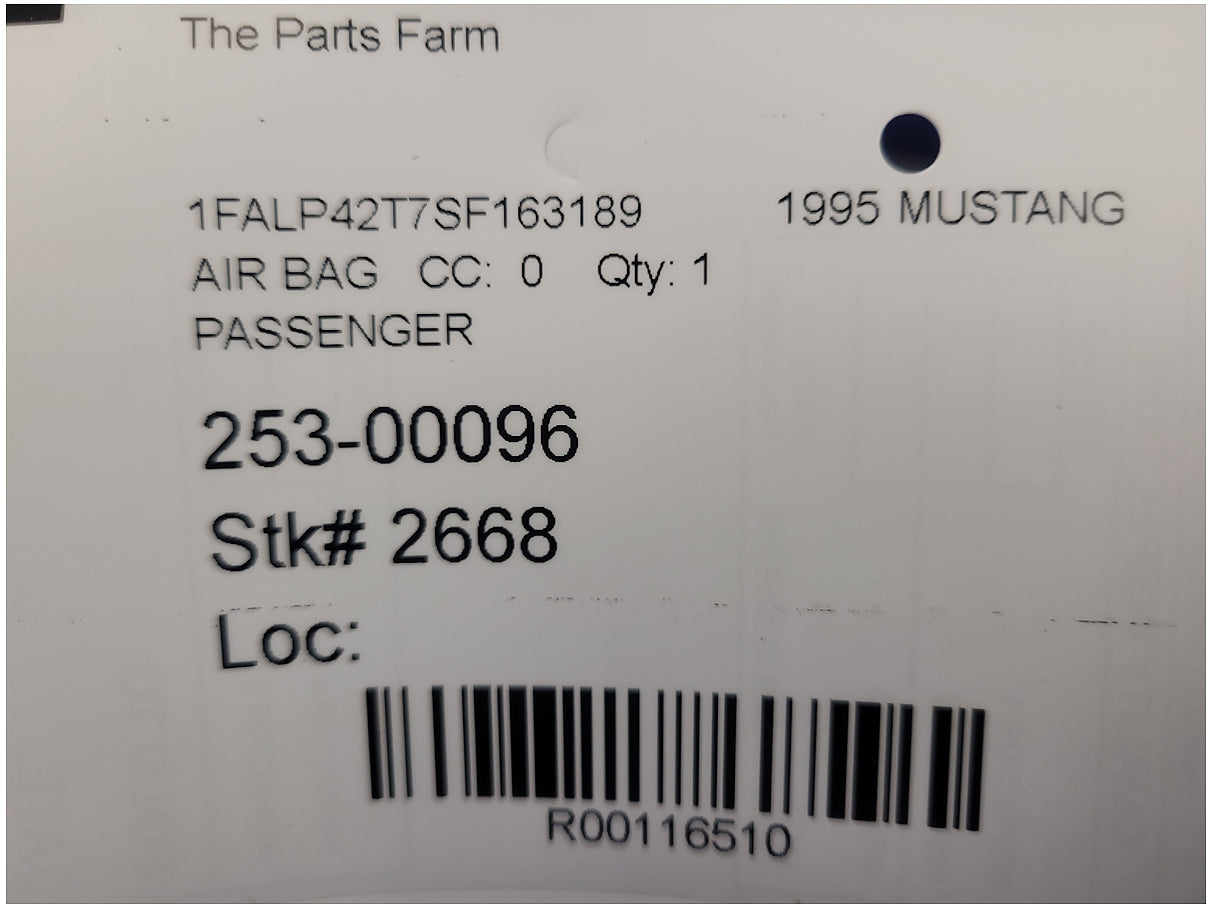 The Parts Farm
1FALP42T7SF163189 1995 MUSTANG
AIR BAG CC: 0 Qty: 1
PASSENGER
253-00096
Stk# 2668
Loc:
R00116510